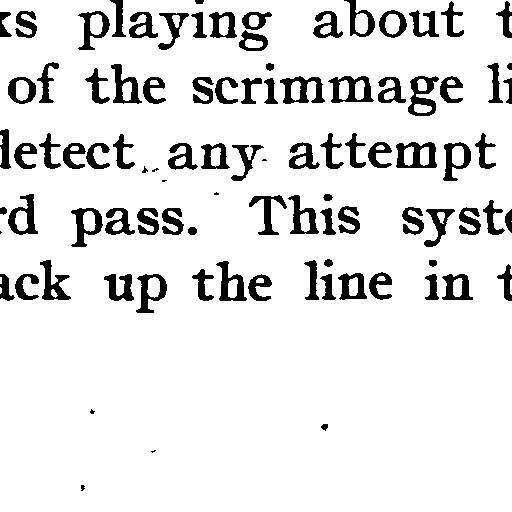 ks playing about t
of the scrimmage li
detect any attempt
rd pass. This syste
ack up the line in t